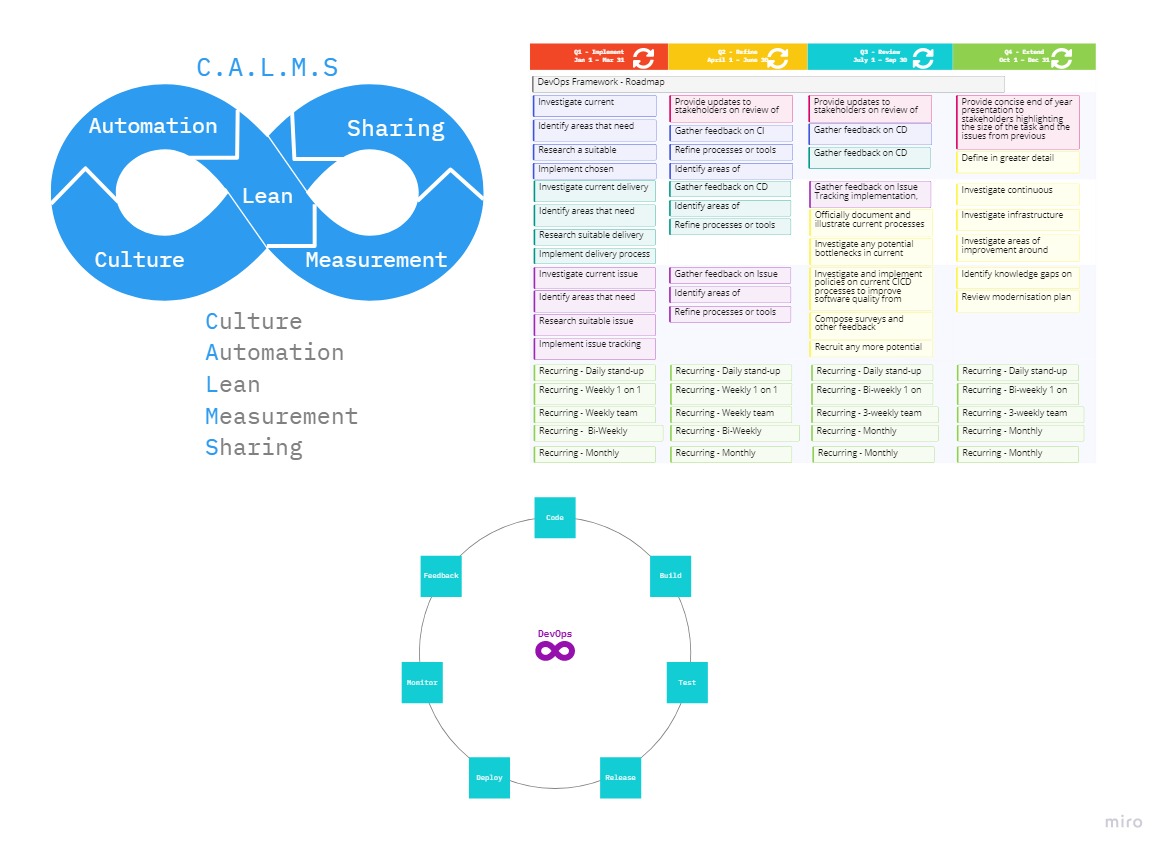 C.A.L.M.S
Automation
Sharing
Lean
Culture
Measurement
Culture
Automation
Lean
Measurement
Sharing
Q1 - Implement
Jan 1 - Mar 31
Q2 - Refine
April 1 - June 30
Q3 - Review
July 1 - Sep 30
Q4 - Extend
Oct 1 - Dec 31
DevOps Framework - Roadmap
Investigate current
Identify areas that need
Research a suitable
Implement chosen
Investigate current delivery
Identify areas that need
Research suitable delivery
Implement delivery process
Investigate current issue
Identify areas that need
Research suitable issue
Implement issue tracking
Recurring - Daily stand-up
Recurring - Weekly 1 on 1
Recurring - Weekly team
Recurring - Bi-Weekly
Recurring - Monthly
Provide updates to
stakeholders on review of
Gather feedback on CI
Refine processes or tools
Identify areas of
Gather feedback on CD
Identify areas of
Refine processes or tools
Gather feedback on Issue
Identify areas of
Refine processes or tools
Recurring - Daily stand-up
Recurring - Weekly 1 on 1
Recurring - Weekly team
Recurring - Bi-Weekly
Recurring - Monthly
Provide updates to
stakeholders on review of
Gather feedback on CD
Gather feedback on CD
Gather feedback on Issue
Tracking implementation,
Officially document and
illustrate current processes
Investigate any potential
bottlenecks in current
Investigate and implement
policies on current CICD
processes to improve
software quality from
Compose surveys and
other feedback
Recruit any more potential
Recurring - Daily stand-up
Recurring - Bi-weekly 1 on
Recurring - 3-weekly team
Recurring - Monthly
Recurring - Monthly
Provide concise end of year
presentation to
stakeholders highlighting
the size of the task and the
issues from previous
Define in greater detail
Investigate continuous
Investigate infrastructure
Investigate areas of
improvement around
Identify knowledge gaps on
Review modernisation plan
Recurring - Daily stand-up
Recurring - Bi-weekly 1 on
Recurring - 3-weekly team
Recurring - Monthly
Recurring - Monthly
Code
Feedback
Build
DevOps
Monitor
Test
Deploy
Release
miro